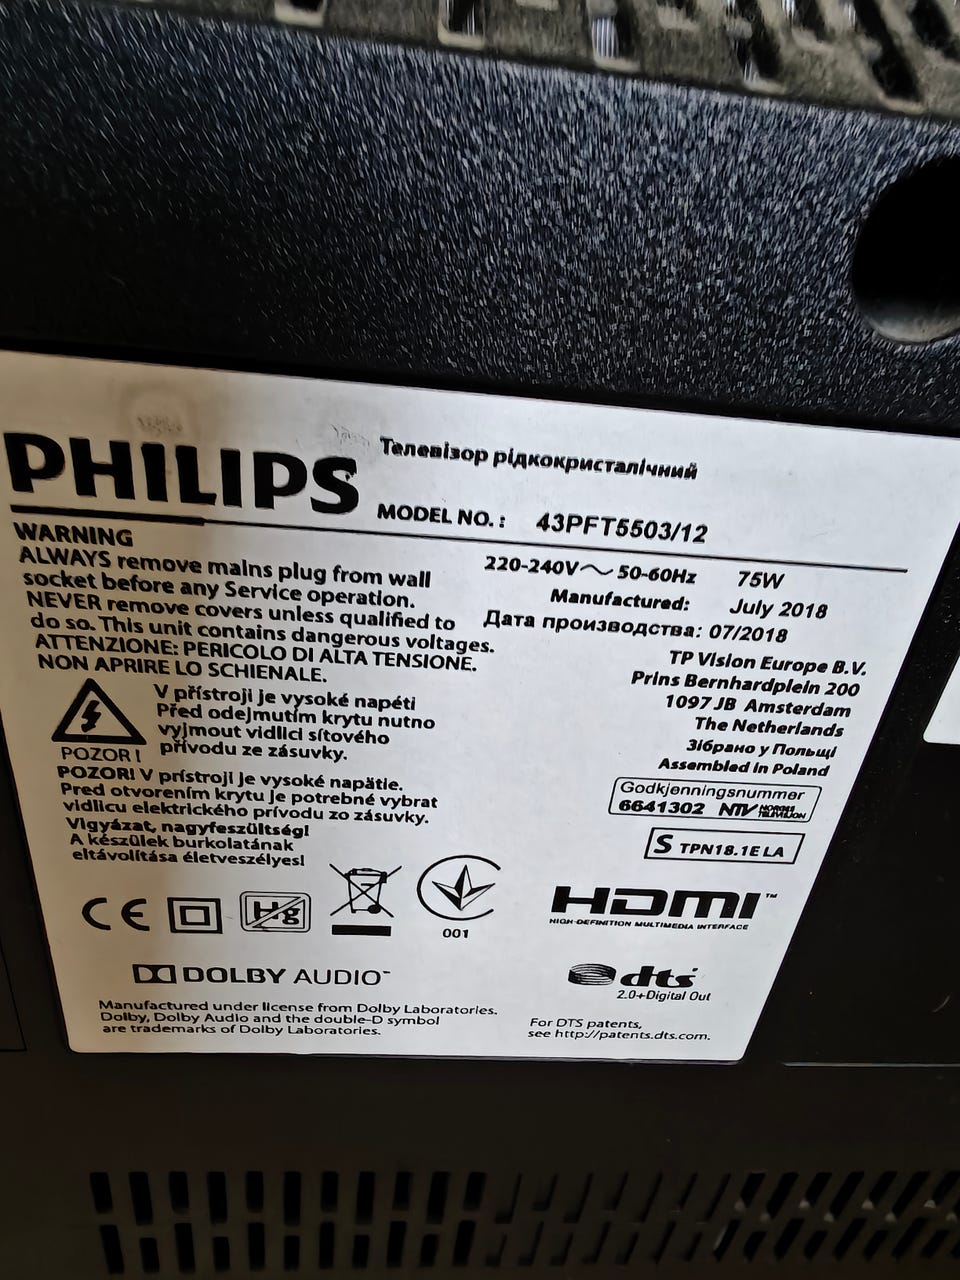 PHILIPS
Телевізор рідкокристалічний
MODEL NO. : 43PFT5503/12
WARNING
ALWAYS remove mains plug from wall
socket before any Service operation.
NEVER remove covers unless qualified to
do so. This unit contains dangerous voltages.
ATTENZIONE: PERICOLO DI ALTA TENSIONE.
NON APRIRE LO SCHIENALE.
220-240V~ 50-60Hz 75W
Manufactured: July 2018
Дата производства: 07/2018
TP Vision Europe B.V.
Prins Bernhardplein 200
1097 JB Amsterdam
The Netherlands
Зібрано у Польщі
Assembled in Poland
V přístroji je vysoké napéti
Před odejmutím krytu nutno
vyjmout vidlici síťového
přívodu ze zásuvky.
POZOR !
POZOR! V prístroji je vysoké napätie.
Pred otvorením krytu je potrebné vybrat
vidlicu elektrického prívodu zo zásuvky.
Vigyázat, nagyfeszültség!
A készülek burkolatának
eltávolítása életveszélyes!
Godkjenningsnummer
6641302 NTV NORGES TELEVISJON
S TPN18.1E LA
CE
Hg
001
HDMI™
HIGH-DEFINITION MULTIMEDIA INTERFACE
DOLBY AUDIO™
Manufactured under license from Dolby Laboratories.
Dolby, Dolby Audio and the double-D symbol
are trademarks of Dolby Laboratories.
dts
2.0+Digital Out
For DTS patents,
see http://patents.dts.com.